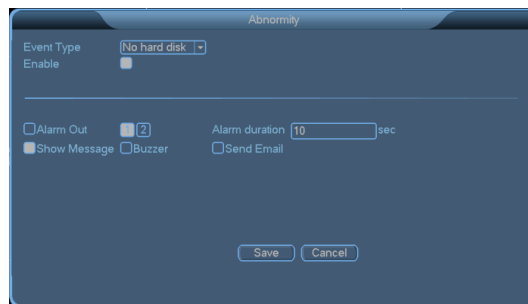 Abnormity
Event Type No hard disk
Enable
Alarm Out 1 2 Alarm duration 10 sec
Show Message Buzzer Send Email
Save Cancel